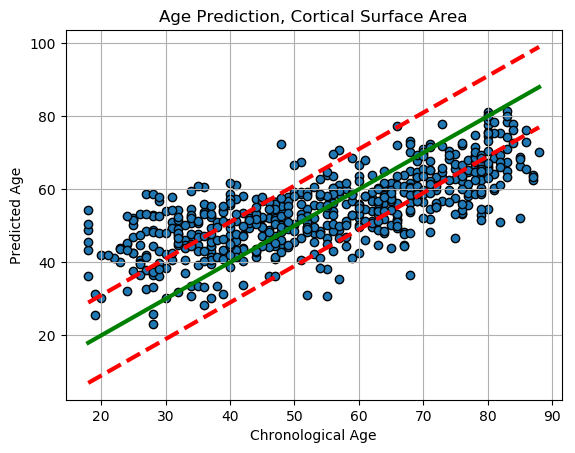 Age Prediction, Cortical Surface Area
100
80
60
40
20
Predicted Age
20 30 40 50 60 70 80 90
Chronological Age